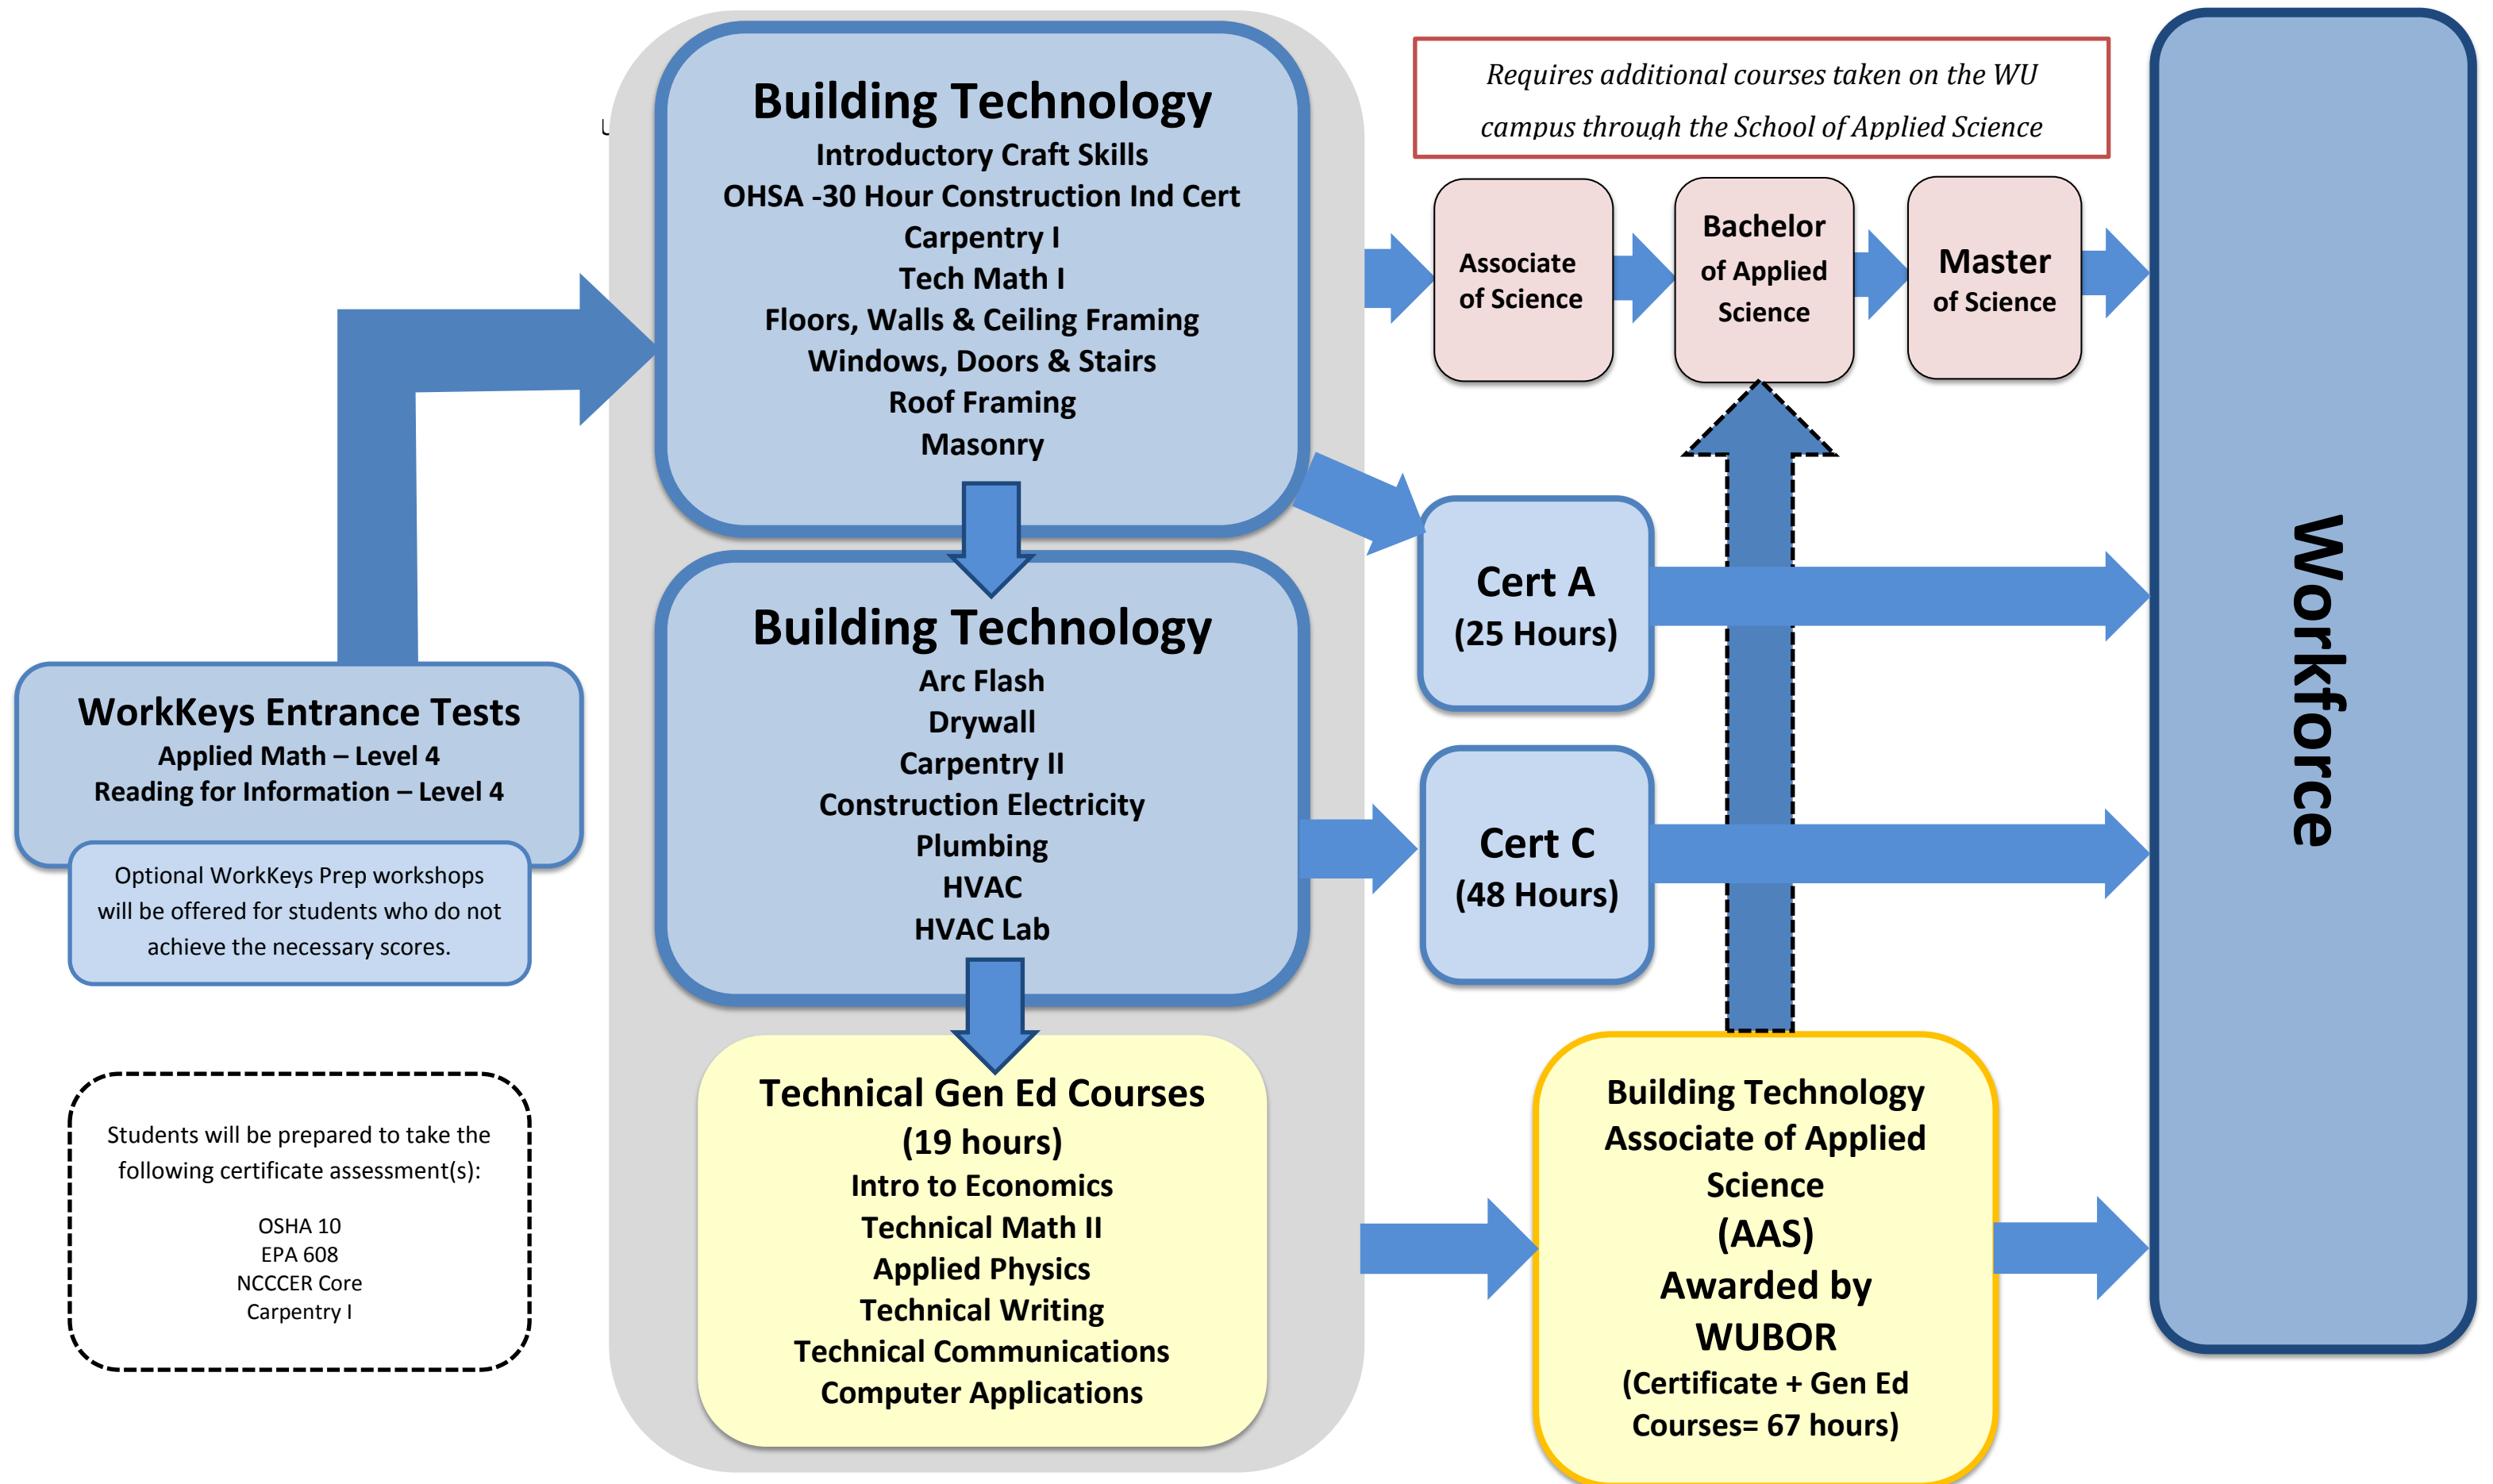 Building Technology
Introductory Craft Skills
OHSA -30 Hour Construction Ind Cert
Carpentry I
Tech Math I
Floors, Walls & Ceiling Framing
Windows, Doors & Stairs
Roof Framing
Masonry
Requires additional courses taken on the WU
campus through the School of Applied Science
Associate
of Science
Bachelor
of Applied
Science
Master
of Science
Cert A
(25 Hours)
Workforce
Building Technology
Arc Flash
Drywall
Carpentry II
Construction Electricity
Plumbing
HVAC
HVAC Lab
WorkKeys Entrance Tests
Applied Math – Level 4
Reading for Information – Level 4
Optional WorkKeys Prep workshops
will be offered for students who do not
achieve the necessary scores.
Cert C
(48 Hours)
Students will be prepared to take the
following certificate assessment(s):
OSHA 10
EPA 608
NCCCER Core
Carpentry I
Technical Gen Ed Courses
(19 hours)
Intro to Economics
Technical Math II
Applied Physics
Technical Writing
Technical Communications
Computer Applications
Building Technology
Associate of Applied
Science
(AAS)
Awarded by
WUBOR
(Certificate + Gen Ed
Courses= 67 hours)